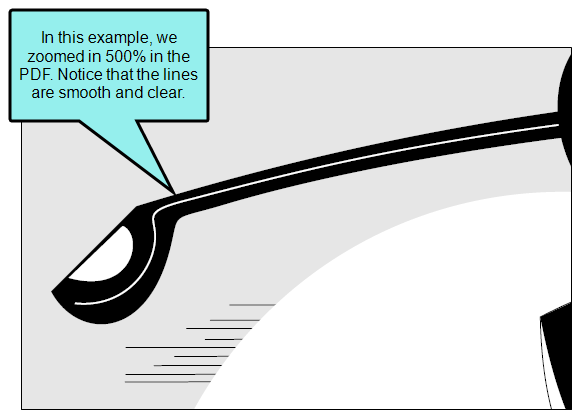 In this example, we
zoomed in 500% in the
PDF. Notice that the lines
are smooth and clear.